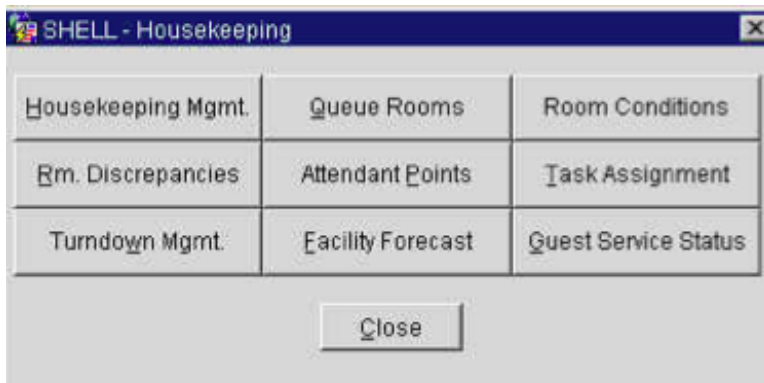 SHELL - Housekeeping
Housekeeping Mgmt. Queue Rooms Room Conditions
Rm. Discrepancies Attendant Points Task Assignment
Turndown Mgmt. Facility Forecast Guest Service Status
Close